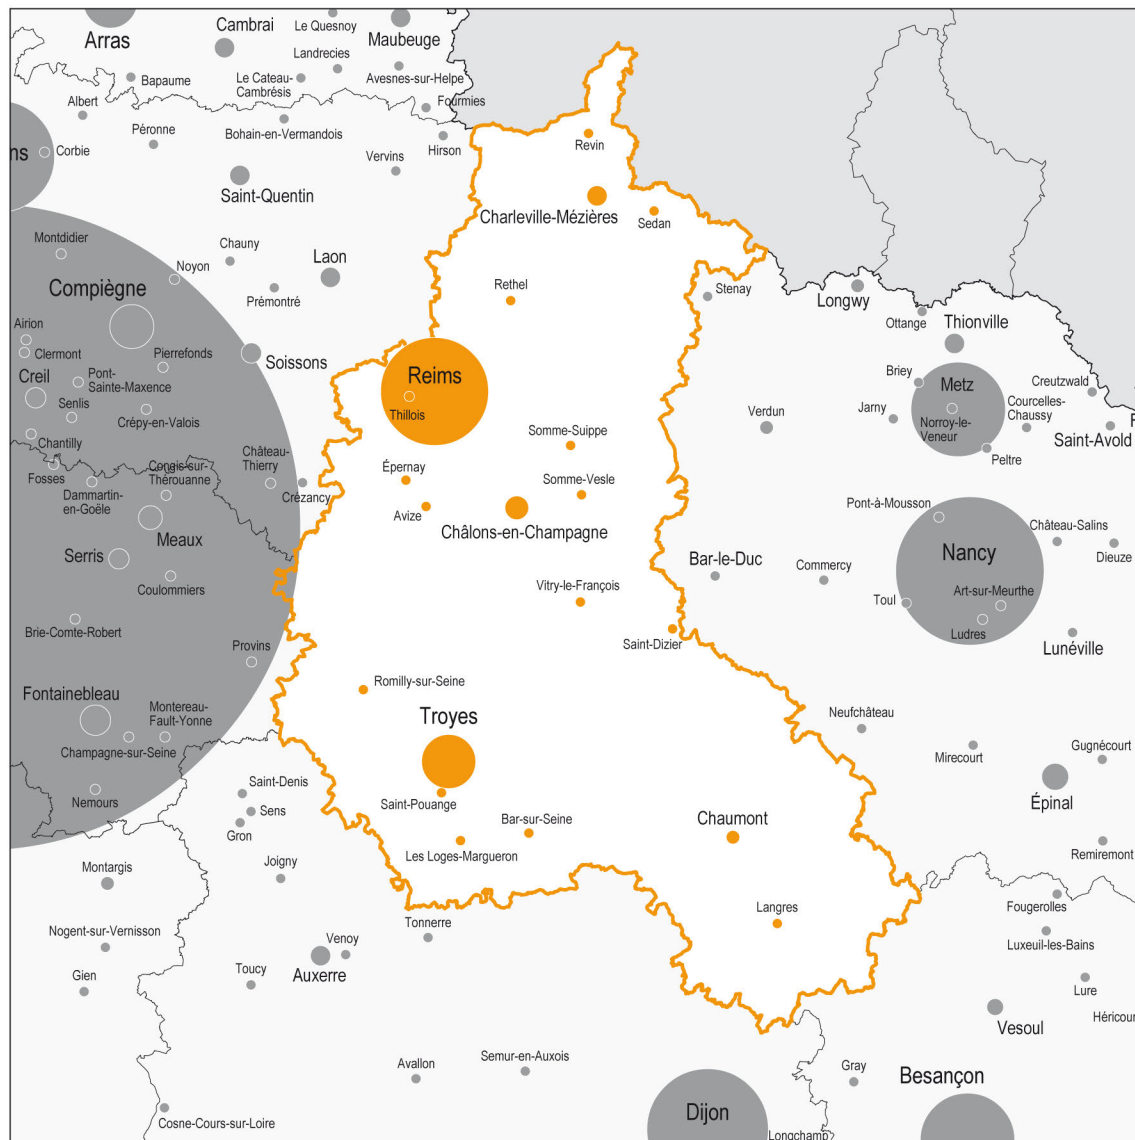 Le Quesnoy
Cambrai
Arras
Maubeuge
Landrecies
Bapaume
Le Cateau-
Cambrésis
Avesnes-sur-Helpe
Albert
Fourmies
Péronne
Bohain-en-Vermandois
Hirson
Revin
ns
Corbie
Vervins
Saint-Quentin
Charleville-Mézières
Sedan
Montdidier
Chauny
Laon
Noyon
Compiègne
Prémontré
Rethel
Stenay
Longwy
Ottange
Thionville
Airion
Clermont
Pierrefonds
Soissons
Creil
Pont-
Sainte-Maxence
Senlis
Crépy-en-Valois
Reims
Thillois
Briey
Metz
Creutzwald
Jarny
Courcelles-
Chaussy
Norroy-le-
Veneur
Verdun
Saint-Avold
Chantilly
Fosses
Congis-sur-
Thérouanne
Château-
Thierry
Crézancy
Somme-Suippe
Épernay
Somme-Vesle
Peltre
Dammartin-
en-Goële
Avize
Châlons-en-Champagne
Pont-à-Mousson
Château-Salins
Meaux
Serris
Nancy
Dieuze
Coulommiers
Bar-le-Duc
Commercy
Vitry-le-François
Toul
Art-sur-Meurthe
Ludres
Brie-Comte-Robert
Provins
Saint-Dizier
Lunéville
Fontainebleau
Romilly-sur-Seine
Montereau-
Fault-Yonne
Champagne-sur-Seine
Troyes
Neufchâteau
Mirecourt
Gugnécourt
Nemours
Saint-Denis
Sens
Gron
Saint-Pouange
Épinal
Bar-sur-Seine
Les Loges-Margueron
Chaumont
Remiremont
Montargis
Joigny
Langres
Fougerolles
Nogent-sur-Vernisson
Tonnerre
Venoy
Luxeuil-les-Bains
Gien
Toucy
Auxerre
Lure
Héricour
Vesoul
Avallon
Semur-en-Auxois
Gray
Besançon
Cosne-Cours-sur-Loire
Dijon
Longchamp